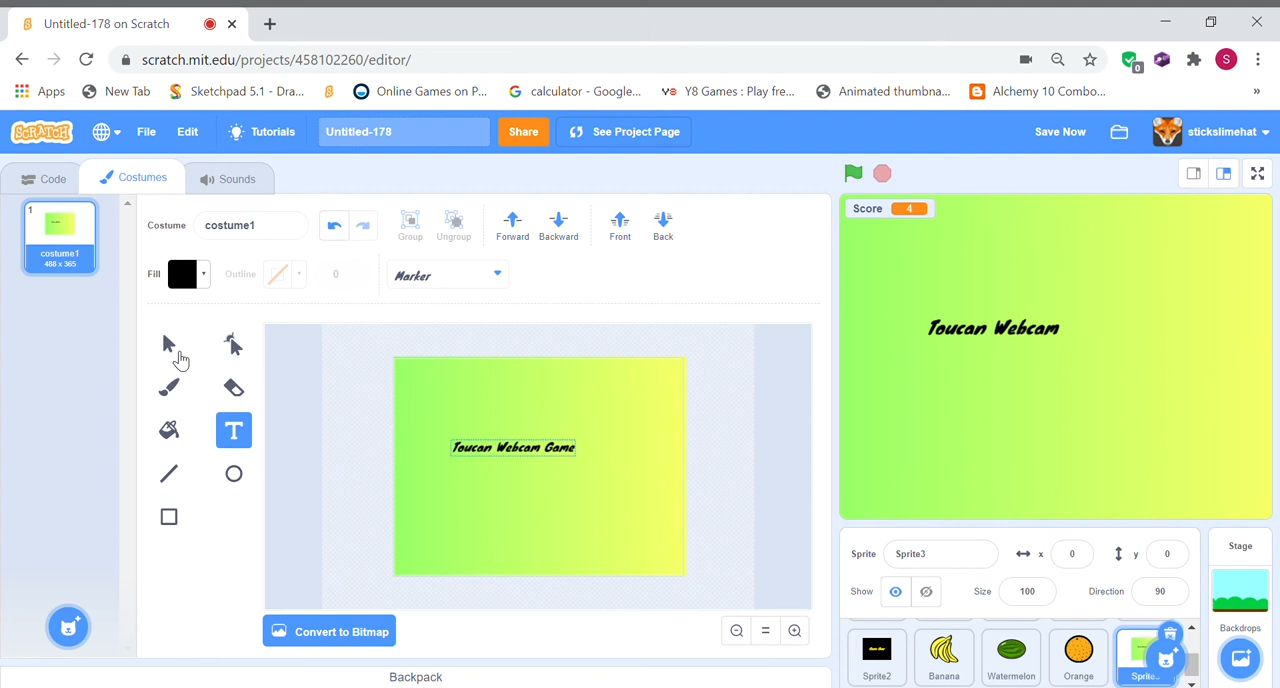 Untitled-178 on Scratch
scratch.mit.edu/projects/458102260/editor/
0
S
Apps
New Tab
Sketchpad 5.1 - Dra...
Online Games on P...
calculator - Google...
Y8 Games : Play fre...
Animated thumbna...
Alchemy 10 Combo...
»
SCRATCH
File
Edit
Tutorials
Untitled-178
Share
See Project Page
Save Now
stickslimehat
Code
Costumes
Sounds
1
costume1
488 x 365
Costume
costume1
Group
Ungroup
Forward
Backward
Front
Back
Fill
Outline
0
Marker
T
Toucan Webcam Game
Convert to Bitmap
Backpack
Score 4
Toucan Webcam
Sprite
Sprite3
x
0
y
0
Show
Size
100
Direction
90
Stage
Backdrops
Sprite2
Banana
Watermelon
Orange